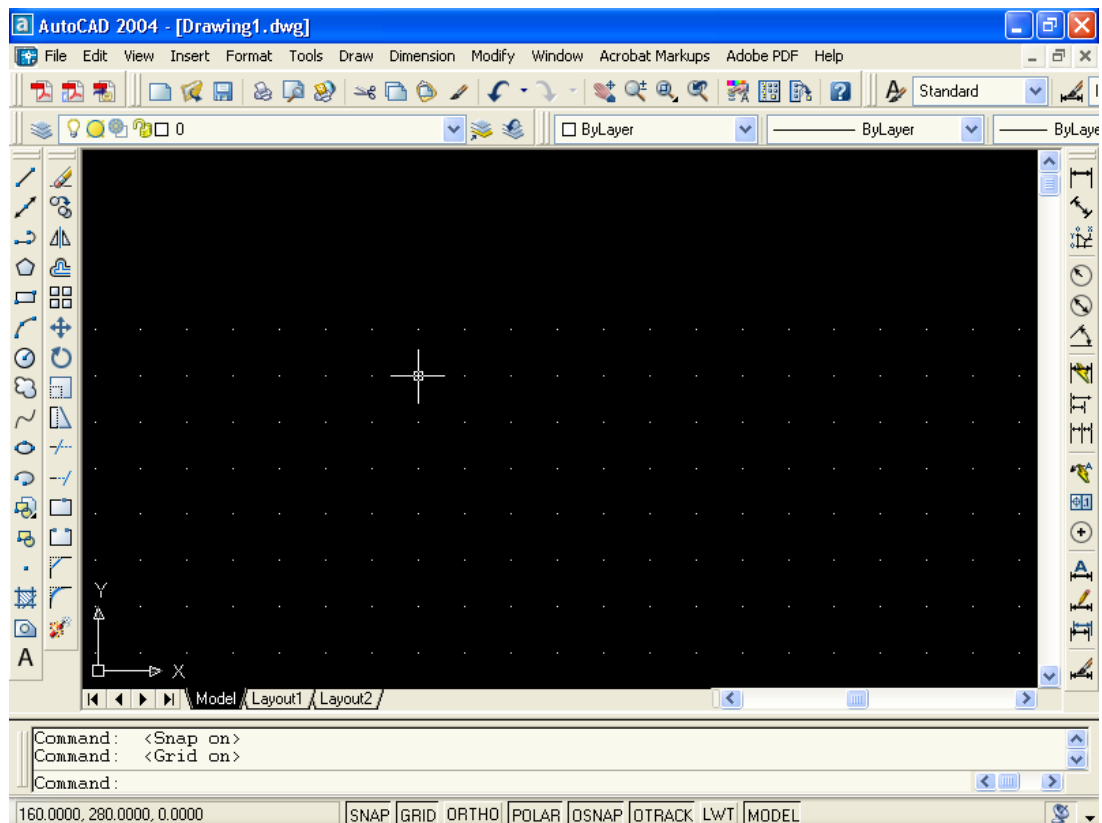 AutoCAD 2004 - [Drawing1.dwg]
File Edit View Insert Format Tools Draw Dimension Modify Window Acrobat Markups Adobe PDF Help
Standard
0 ByLayer ByLayer ByLaye
Y
X
A
Model Layout1 Layout2
Command: <Snap on>
Command: <Grid on>
Command:
160.0000, 280.0000, 0.0000 SNAP GRID ORTHO POLAR OSNAP OTRACK LWT MODEL